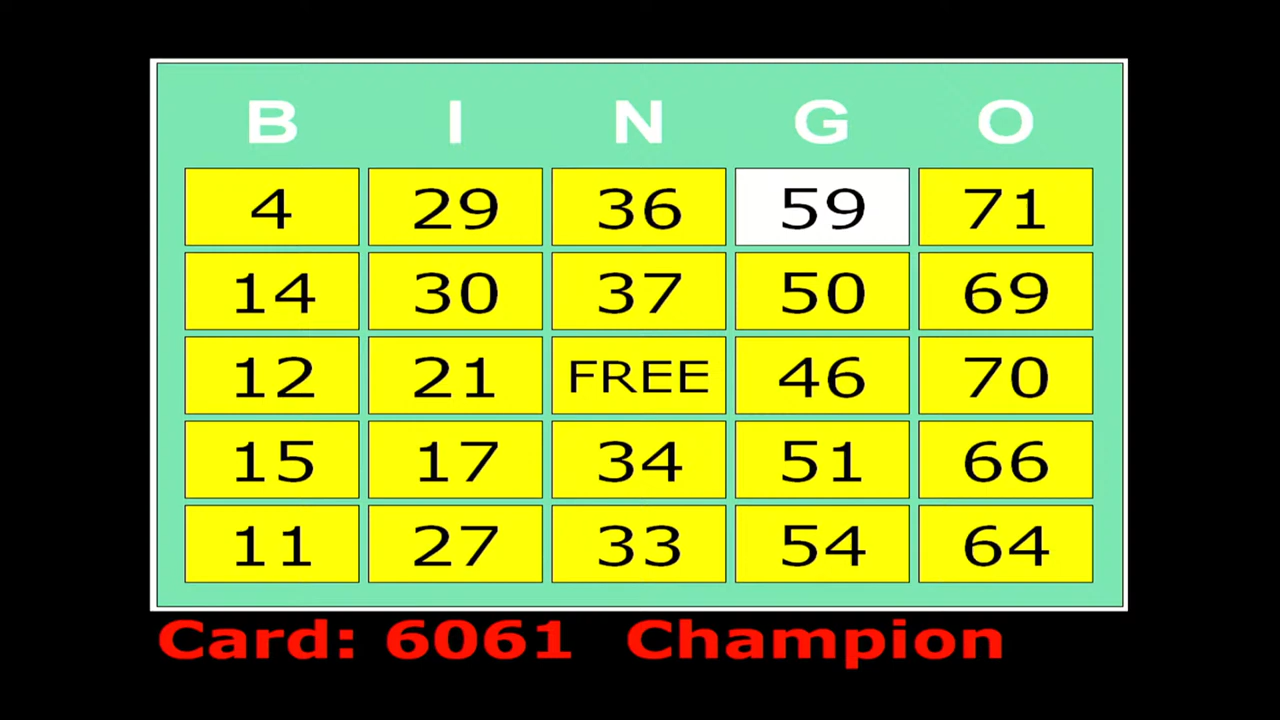 B I N G O
4 29 36 59 71
14 30 37 50 69
12 21 FREE 46 70
15 17 34 51 66
11 27 33 54 64
Card: 6061 Champion